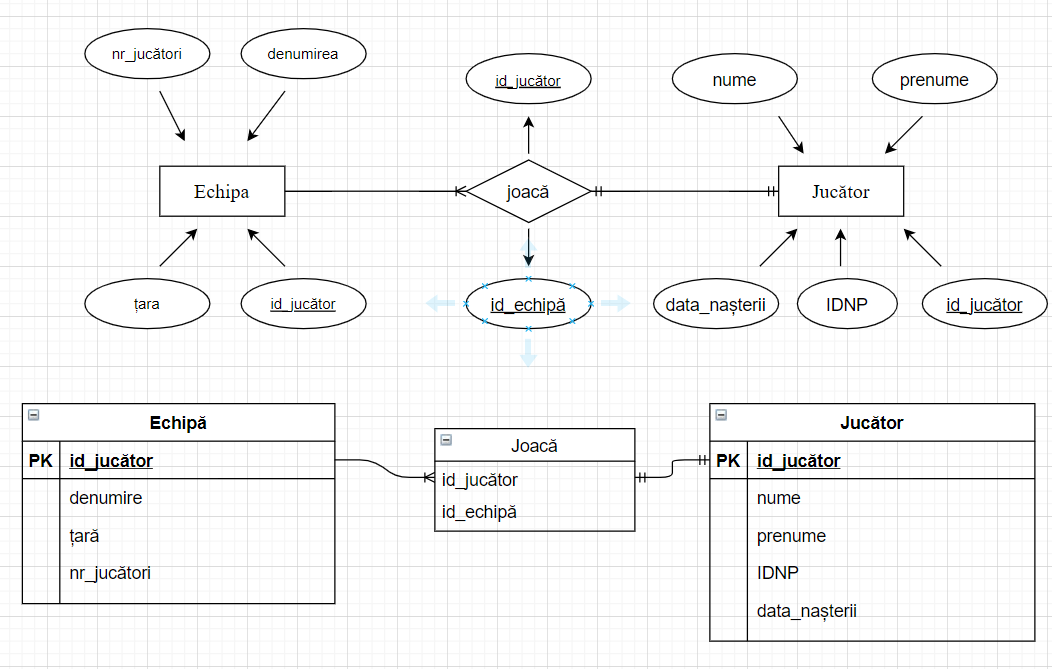 nr_jucători
denumirea
id_jucător
nume
prenume
Echipa
joacă
Jucător
țara
id_jucător
id_echipă
data_nașterii
IDNP
id_jucător
Echipă
PK id_jucător
denumire
țară
nr_jucători
Joacă
id_jucător
id_echipă
Jucător
PK id_jucător
nume
prenume
IDNP
data_nașterii